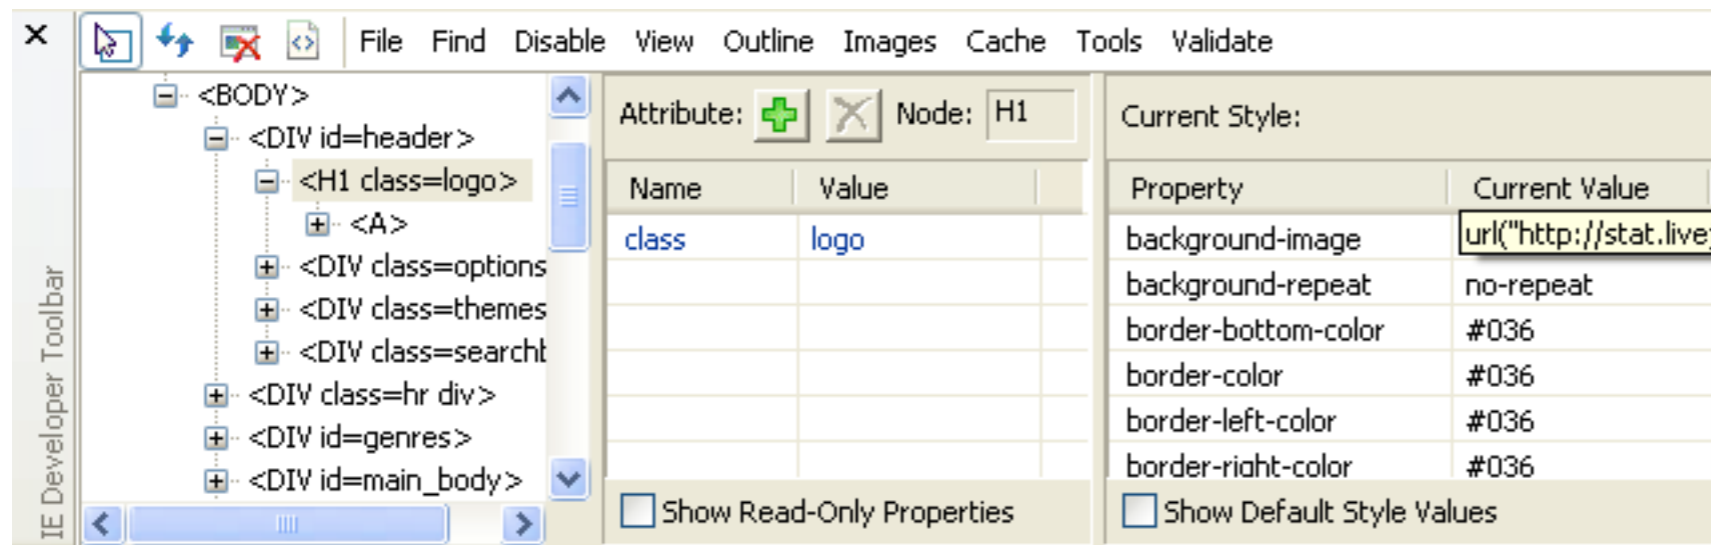 File Find Disable View Outline Images Cache Tools Validate
IE Developer Toolbar
<BODY>
<DIV id=header>
<H1 class=logo>
<A>
<DIV class=options
<DIV class=themes
<DIV class=searchb
<DIV class=hr div>
<DIV id=genres>
<DIV id=main_body>
Attribute: Node: H1
Name Value
class logo
Show Read-Only Properties
Current Style:
Property Current Value
background-image url("http://stat.live
background-repeat no-repeat
border-bottom-color #036
border-color #036
border-left-color #036
border-right-color #036
Show Default Style Values